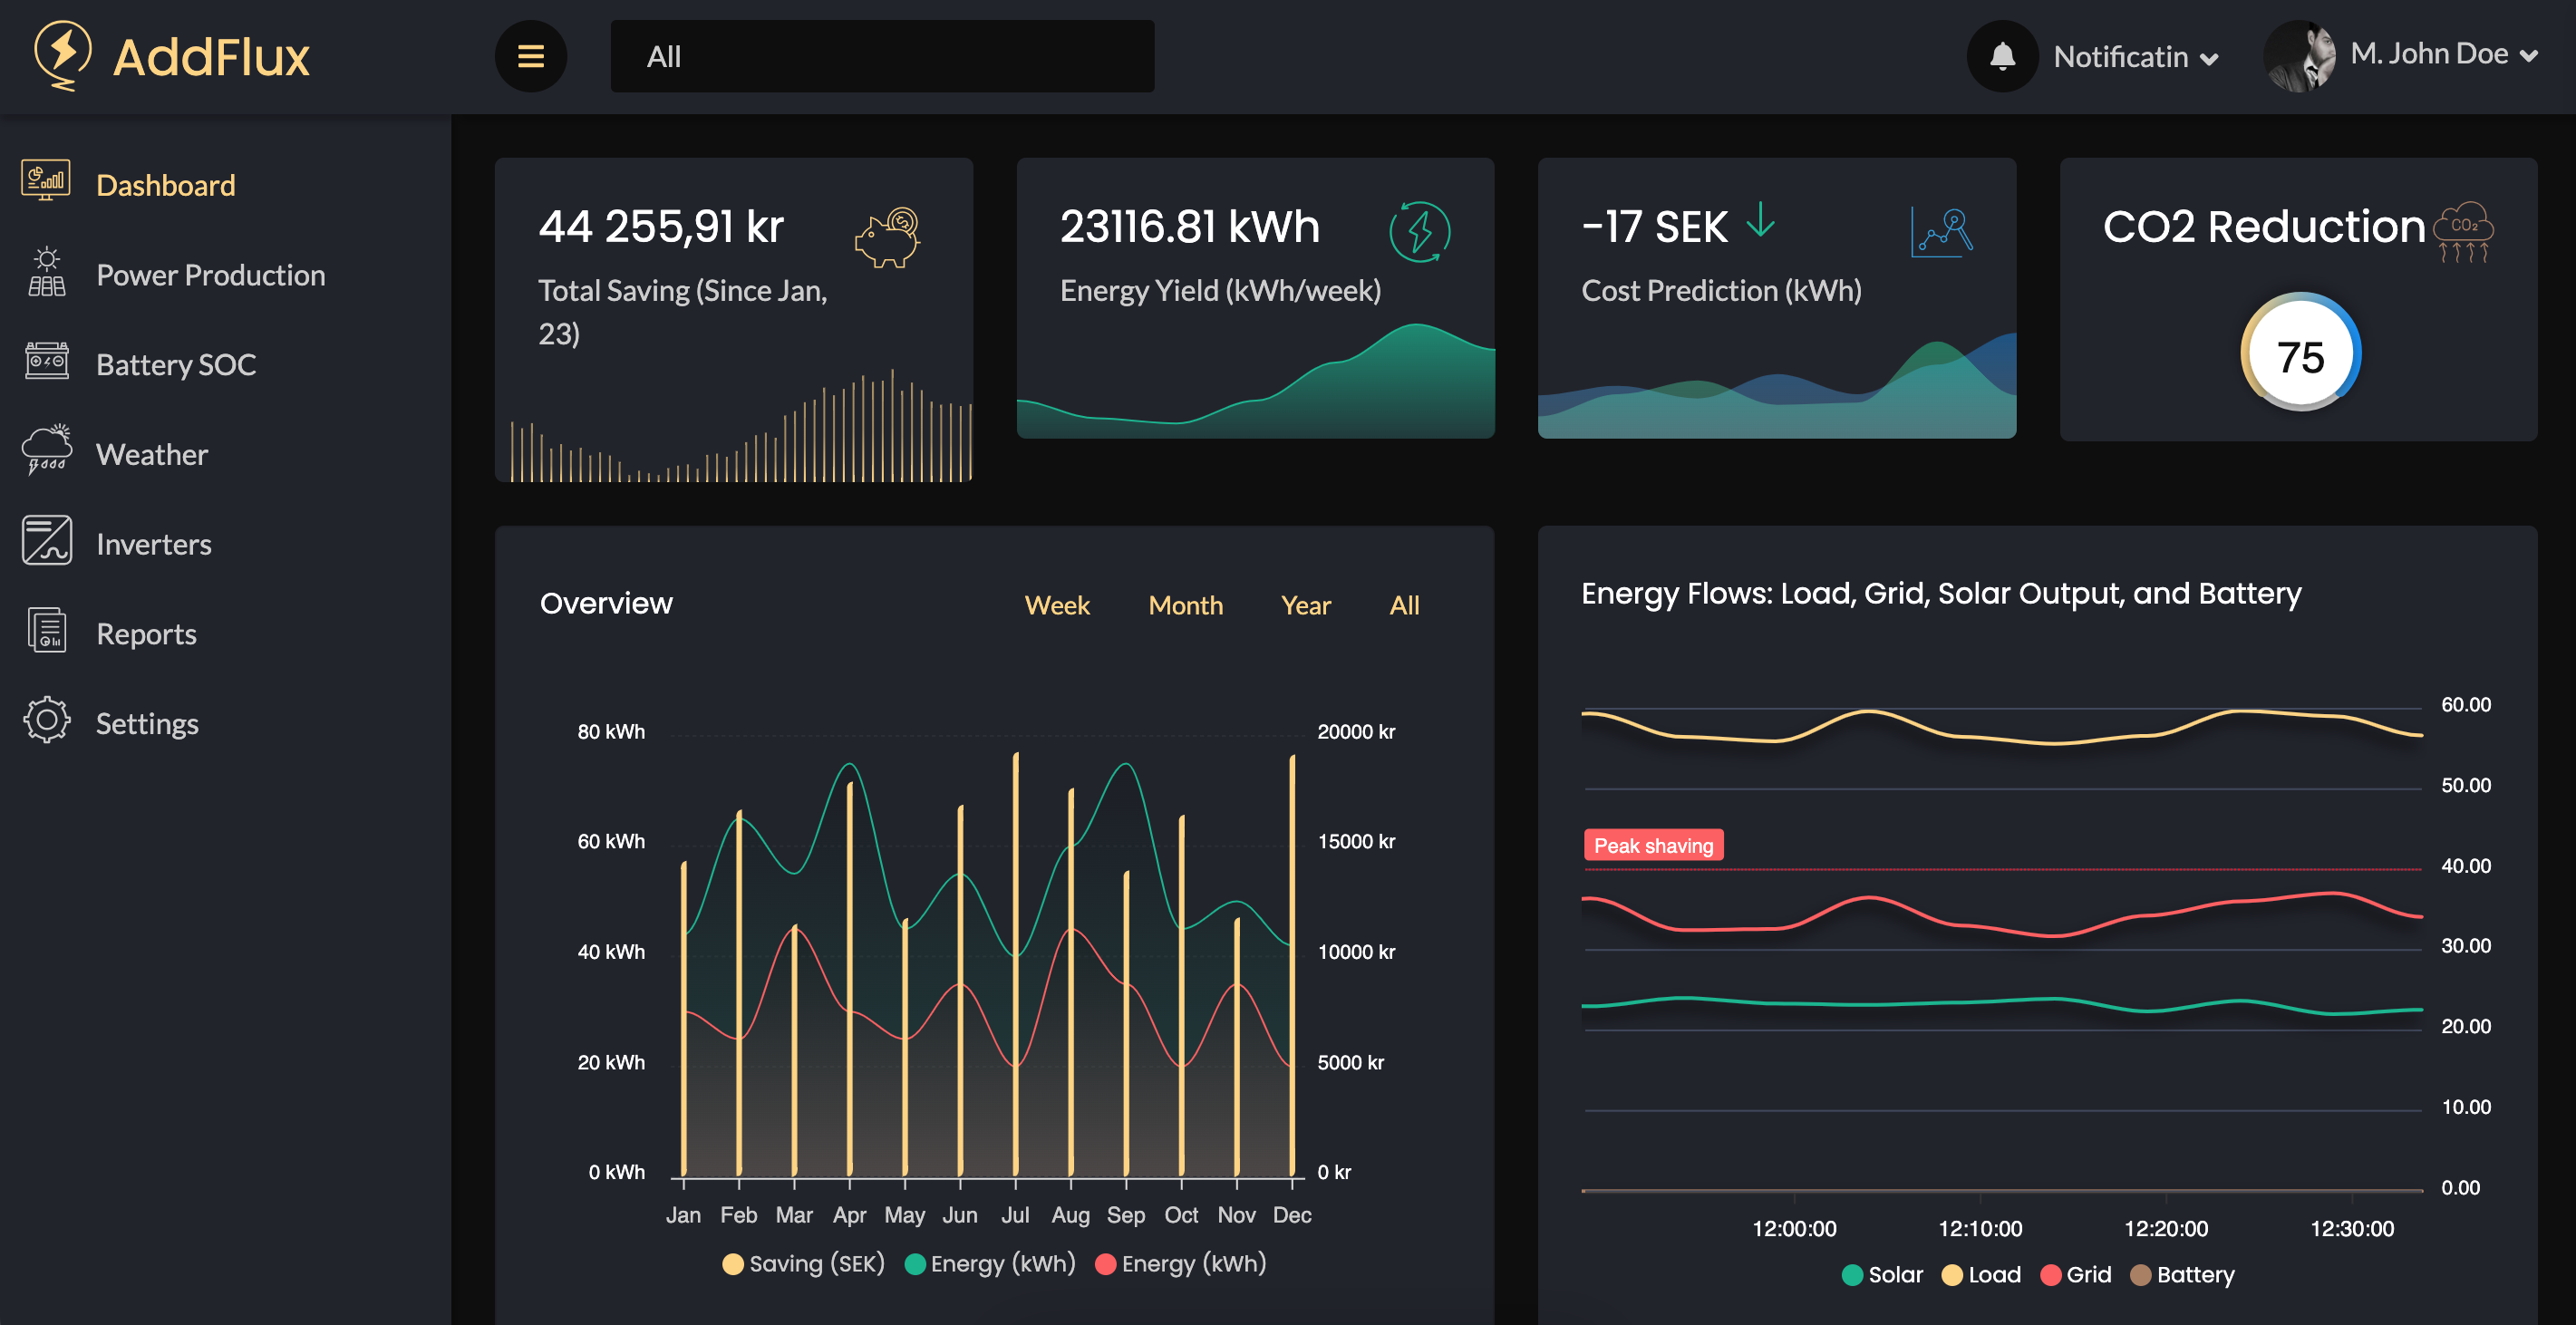 AddFlux
All
Notificatin
M. John Doe
Dashboard
Power Production
Battery SOC
Weather
Inverters
Reports
Settings
44 255,91 kr
Total Saving (Since Jan,
23)
23116.81 kWh
Energy Yield (kWh/week)
-17 SEK
Cost Prediction (kWh)
CO2 Reduction
CO₂
75
Overview
Week Month Year All
80 kWh
60 kWh
40 kWh
20 kWh
0 kWh
20000 kr
15000 kr
10000 kr
5000 kr
0 kr
Jan Feb Mar Apr May Jun Jul Aug Sep Oct Nov Dec
Saving (SEK) Energy (kWh) Energy (kWh)
Energy Flows: Load, Grid, Solar Output, and Battery
60.00
50.00
Peak shaving
40.00
30.00
20.00
10.00
0.00
12:00:00 12:10:00 12:20:00 12:30:00
Solar Load Grid Battery